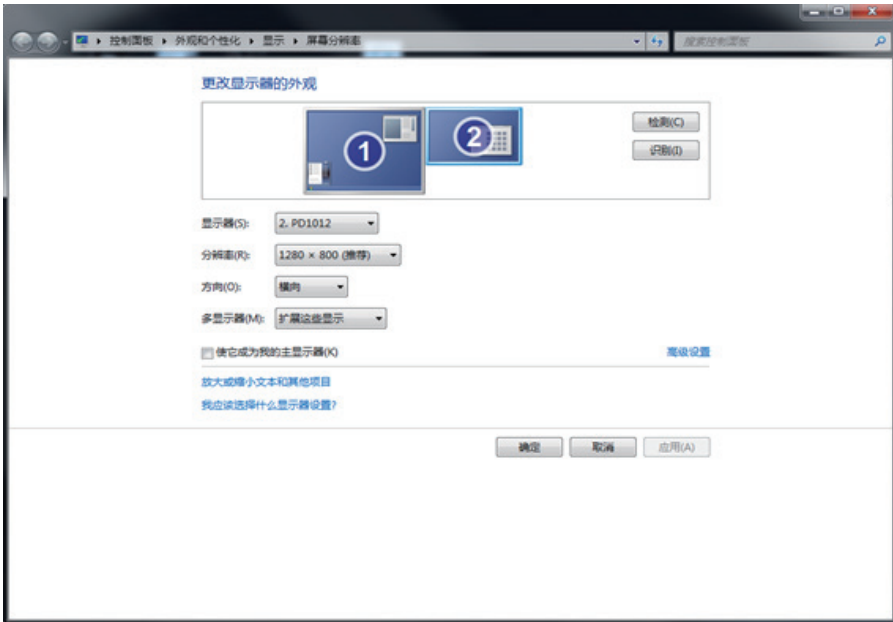 控制面板 ▸ 外观和个性化 ▸ 显示 ▸ 屏幕分辨率
搜索控制面板
更改显示器的外观
1
2
检测(C)
识别(I)
显示器(S): 2. PD1012
分辨率(R): 1280 × 800 (推荐)
方向(O): 横向
多显示器(M): 扩展这些显示
使它成为我的主显示器(K)
高级设置
放大或缩小文本和其他项目
我应该选择什么显示器设置?
确定 取消 应用(A)